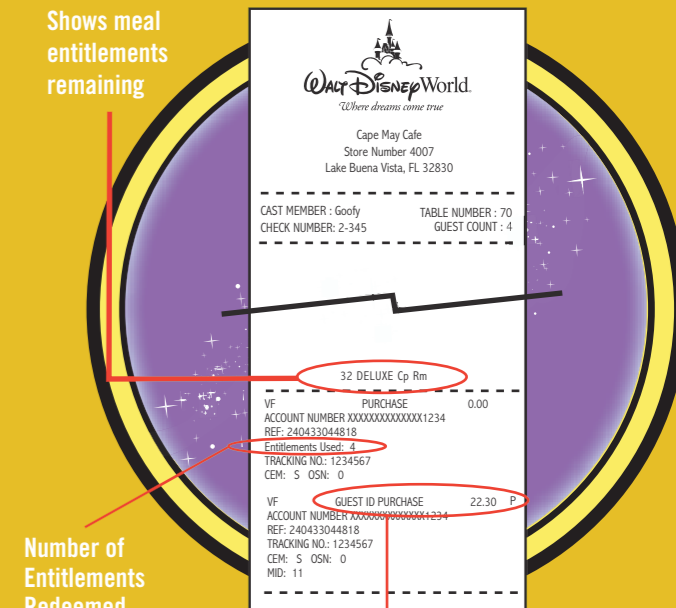 Shows meal
entitlements
remaining
WALT DISNEY World.
Where dreams come true
Cape May Cafe
Store Number 4007
Lake Buena Vista, FL 32830
CAST MEMBER : Goofy TABLE NUMBER : 70
CHECK NUMBER: 2-345 GUEST COUNT : 4
32 DELUXE Cp Rm
VF PURCHASE 0.00
ACCOUNT NUMBER XXXXXXXXXXXXXX1234
REF: 240433044818
Entitlements Used: 4
TRACKING NO.: 1234567
CEM: S OSN: 0
VF GUEST ID PURCHASE 22.30 P
ACCOUNT NUMBER XXXXXXXXXXXXXX1234
REF: 240433044818
TRACKING NO.: 1234567
CEM: S OSN: 0
MID: 11
Number of
Entitlements
Redeemed